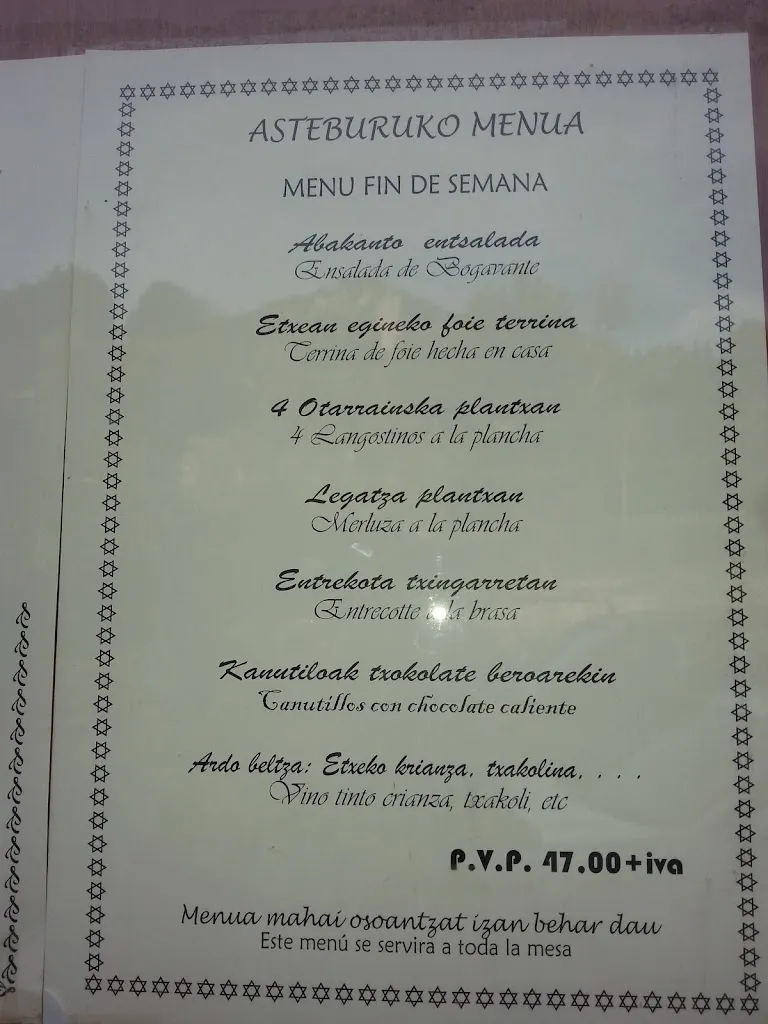 ASTEBURUKO MENUA
MENU FIN DE SEMANA
Abakanto entsalada
Ensalada de Bogavante
Etxean egineko foie terrina
Terrina de foie hecha en casa
4 Otarrainska plantxan
4 Langostinos a la plancha
Legatza plantxan
Merluza a la plancha
Entrekota txingarretan
Entrecotte a la brasa
Kanutiloak txokolate beroarekin
Canutillos con chocolate caliente
Ardo beltza: Etxeko krianza, txakolina, . . .
Vino tinto crianza, txakoli, etc
P.V.P. 47.00+iva
Menua mahai osoantzat izan behar dau
Este menú se servira a toda la mesa